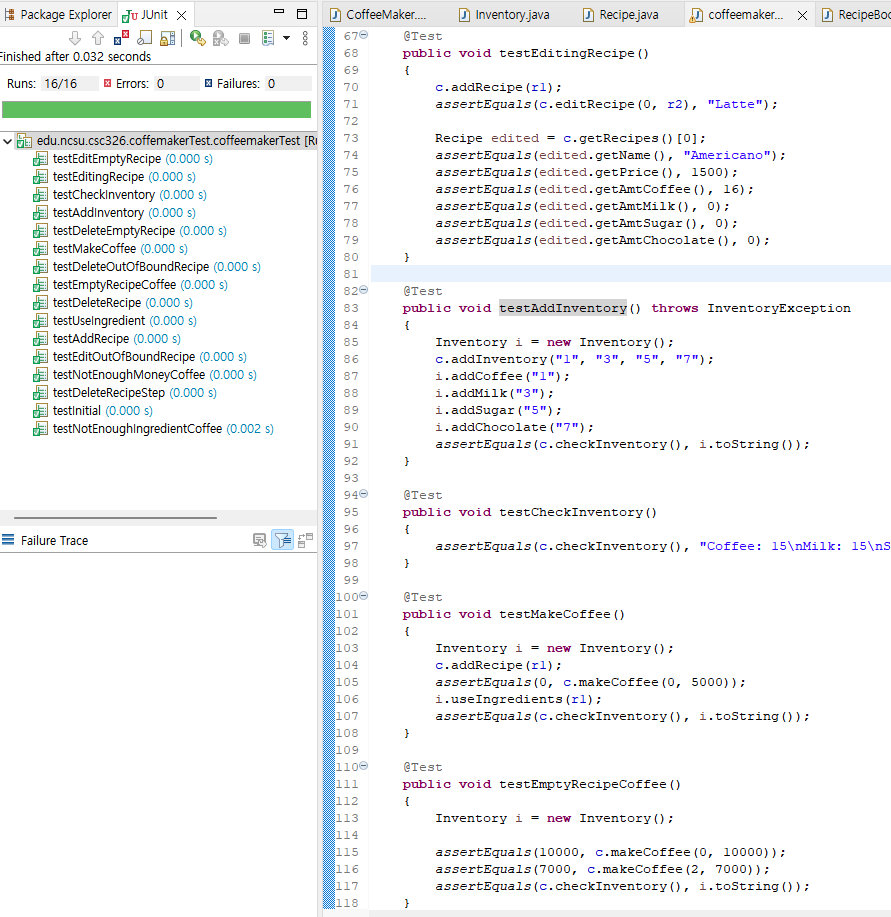 Package Explorer
JUnit
Finished after 0.032 seconds
Runs: 16/16
Errors: 0
Failures: 0
edu.ncsu.csc326.coffemakerTest.coffeemakerTest [Ru
testEditEmptyRecipe (0.000 s)
testEditingRecipe (0.000 s)
testCheckInventory (0.000 s)
testAddInventory (0.000 s)
testDeleteEmptyRecipe (0.000 s)
testMakeCoffee (0.000 s)
testDeleteOutOfBoundRecipe (0.000 s)
testEmptyRecipeCoffee (0.000 s)
testDeleteRecipe (0.000 s)
testUseIngredient (0.000 s)
testAddRecipe (0.000 s)
testEditOutOfBoundRecipe (0.000 s)
testNotEnoughMoneyCoffee (0.000 s)
testDeleteRecipeStep (0.000 s)
testInitial (0.000 s)
testNotEnoughIngredientCoffee (0.002 s)
Failure Trace
CoffeeMaker....
Inventory.java
Recipe.java
coffeemaker...
RecipeBoo
67 @Test
68 public void testEditingRecipe()
69 {
70 c.addRecipe(r1);
71 assertEquals(c.editRecipe(0, r2), "Latte");
72
73 Recipe edited = c.getRecipes()[0];
74 assertEquals(edited.getName(), "Americano");
75 assertEquals(edited.getPrice(), 1500);
76 assertEquals(edited.getAmtCoffee(), 16);
77 assertEquals(edited.getAmtMilk(), 0);
78 assertEquals(edited.getAmtSugar(), 0);
79 assertEquals(edited.getAmtChocolate(), 0);
80 }
81
82 @Test
83 public void testAddInventory() throws InventoryException
84 {
85 Inventory i = new Inventory();
86 c.addInventory("1", "3", "5", "7");
87 i.addCoffee("1");
88 i.addMilk("3");
89 i.addSugar("5");
90 i.addChocolate("7");
91 assertEquals(c.checkInventory(), i.toString());
92 }
93
94 @Test
95 public void testCheckInventory()
96 {
97 assertEquals(c.checkInventory(), "Coffee: 15\nMilk: 15\nS
98 }
99
100 @Test
101 public void testMakeCoffee()
102 {
103 Inventory i = new Inventory();
104 c.addRecipe(r1);
105 assertEquals(0, c.makeCoffee(0, 5000));
106 i.useIngredients(r1);
107 assertEquals(c.checkInventory(), i.toString());
108 }
109
110 @Test
111 public void testEmptyRecipeCoffee()
112 {
113 Inventory i = new Inventory();
114
115 assertEquals(10000, c.makeCoffee(0, 10000));
116 assertEquals(7000, c.makeCoffee(2, 7000));
117 assertEquals(c.checkInventory(), i.toString());
118 }